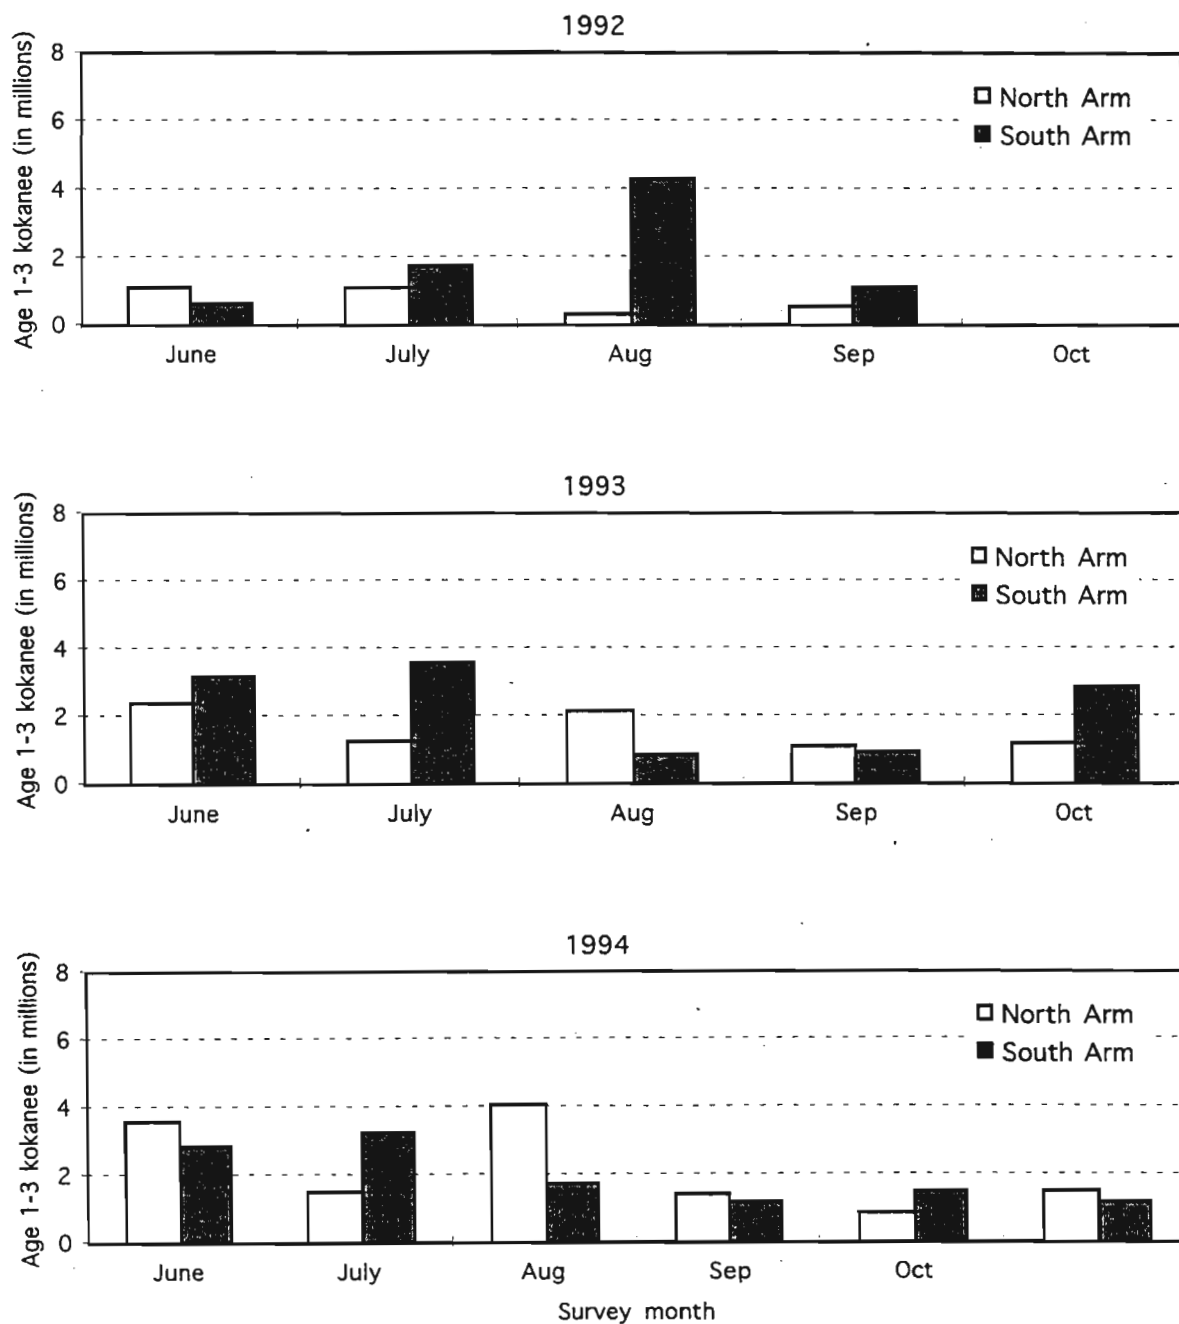 1992
Age 1-3 kokanee (in millions)
8
6
4
2
0
North Arm
South Arm
June July Aug Sep Oct
1993
Age 1-3 kokanee (in millions)
8
6
4
2
0
North Arm
South Arm
June July Aug Sep Oct
1994
Age 1-3 kokanee (in millions)
8
6
4
2
0
North Arm
South Arm
June July Aug Sep Oct
Survey month